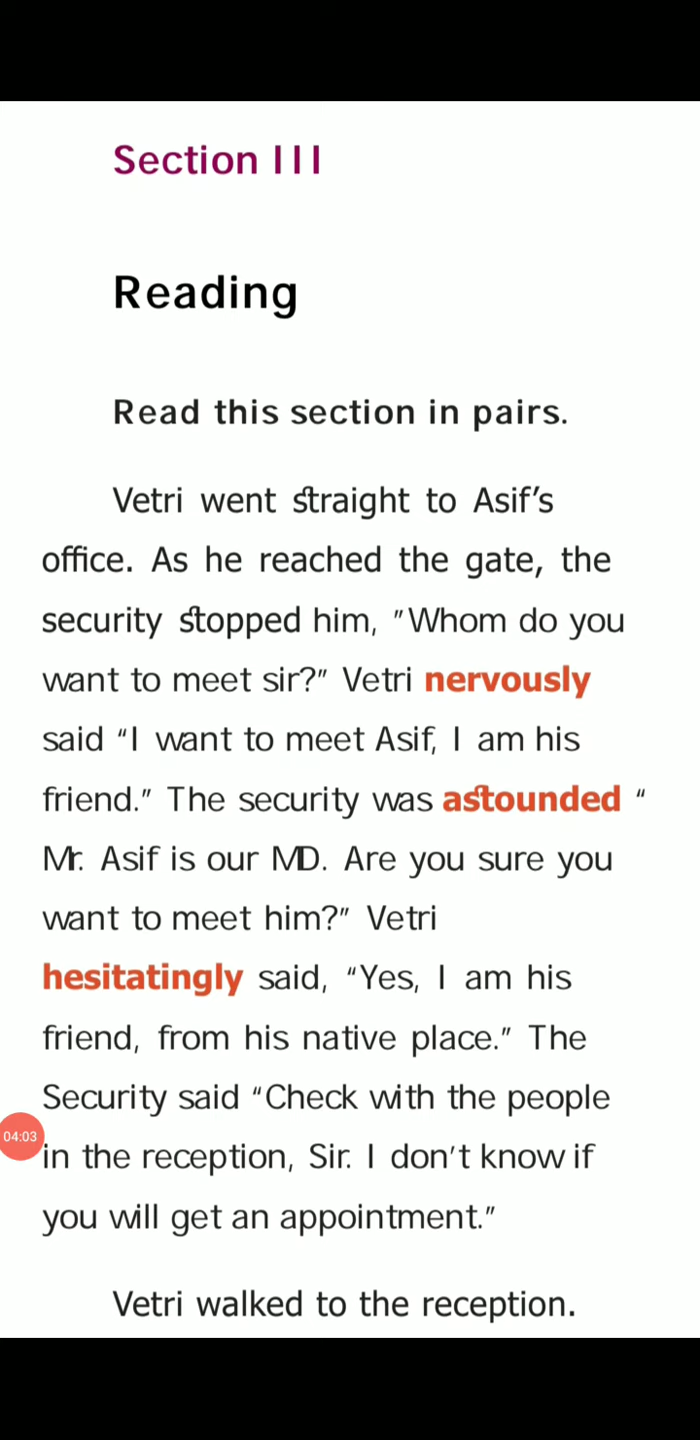 Section III
Reading
Read this section in pairs.
Vetri went straight to Asif's
office. As he reached the gate, the
security stopped him, "Whom do you
want to meet sir?" Vetri nervously
said "I want to meet Asif, I am his
friend." The security was astounded "
Mr. Asif is our MD. Are you sure you
want to meet him?" Vetri
hesitatingly said, "Yes, I am his
friend, from his native place." The
Security said "Check with the people
04:03
in the reception, Sir. I don't know if
you will get an appointment."
Vetri walked to the reception.